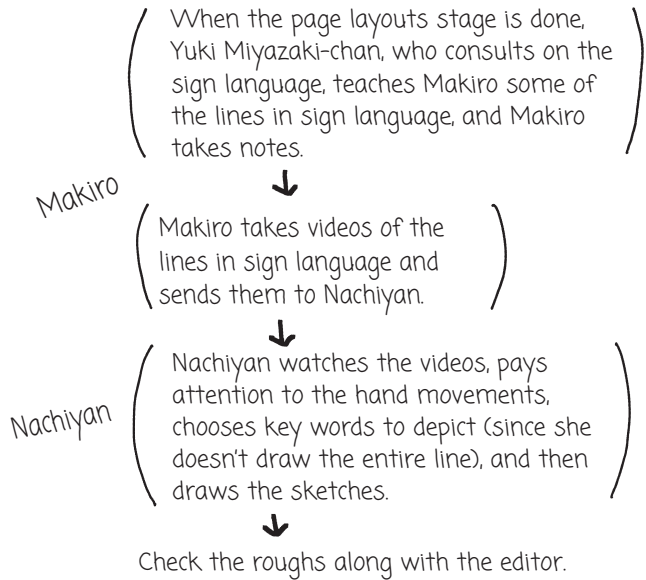 When the page layouts stage is done,
Yuki Miyazaki-chan, who consults on the
sign language, teaches Makiro some of
the lines in sign language, and Makiro
takes notes.
Makiro
Makiro takes videos of the
lines in sign language and
sends them to Nachiyan.
Nachiyan
Nachiyan watches the videos, pays
attention to the hand movements,
chooses key words to depict (since she
doesn't draw the entire line), and then
draws the sketches.
Check the roughs along with the editor.